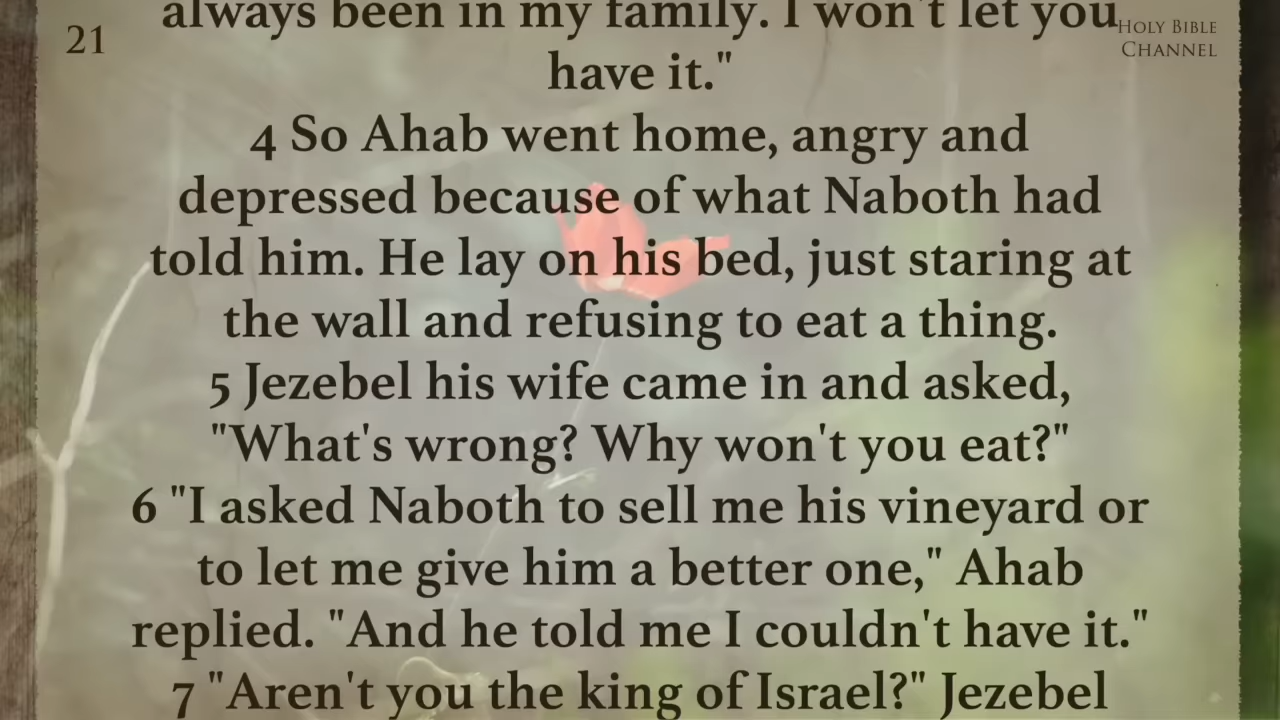 always been in my family. I won't let you
have it."
4 So Ahab went home, angry and
depressed because of what Naboth had
told him. He lay on his bed, just staring at
the wall and refusing to eat a thing.
5 Jezebel his wife came in and asked,
"What's wrong? Why won't you eat?"
6 "I asked Naboth to sell me his vineyard or
to let me give him a better one," Ahab
replied. "And he told me I couldn't have it."
7 "Aren't you the king of Israel?" Jezebel
21
HOLY BIBLE
CHANNEL